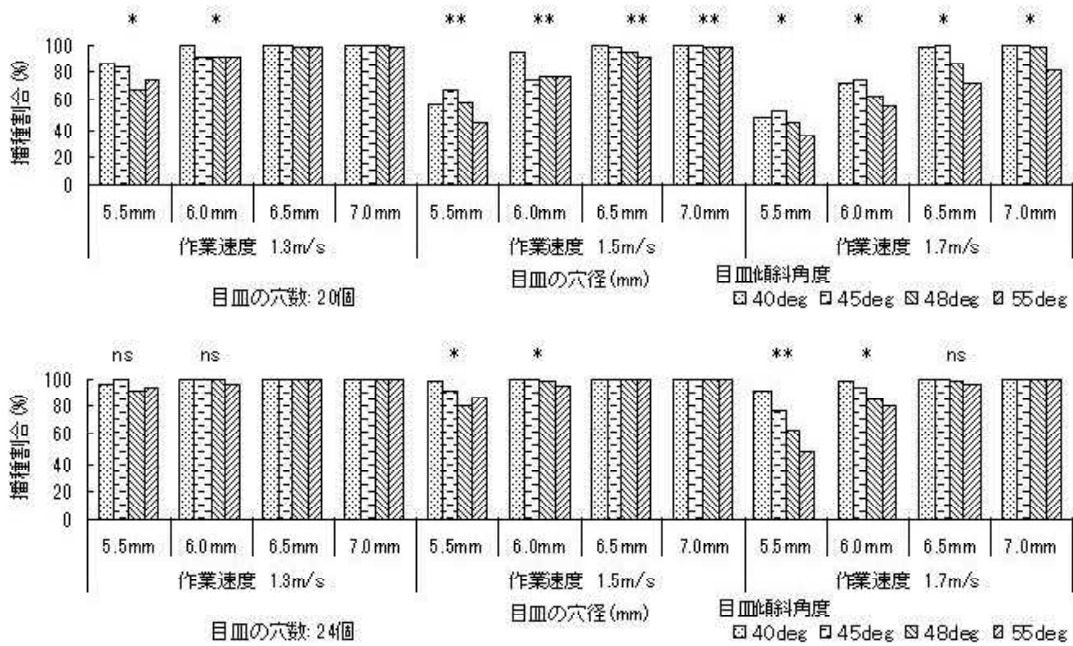 * * ** ** ** ** * * * *
播種割合(%)
100
80
60
40
20
0
5.5mm 6.0mm 6.5mm 7.0mm 5.5mm 6.0mm 6.5mm 7.0mm 5.5mm 6.0mm 6.5mm 7.0mm
作業速度 1.3m/s 作業速度 1.5m/s 作業速度 1.7m/s
目皿の穴数:20個 目皿の穴径(mm) 目皿傾斜角度
40deg 45deg 48deg 55deg
ns ns * * ** * ns
播種割合(%)
100
80
60
40
20
0
5.5mm 6.0mm 6.5mm 7.0mm 5.5mm 6.0mm 6.5mm 7.0mm 5.5mm 6.0mm 6.5mm 7.0mm
作業速度 1.3m/s 作業速度 1.5m/s 作業速度 1.7m/s
目皿の穴数:24個 目皿の穴径(mm) 目皿傾斜角度
40deg 45deg 48deg 55deg